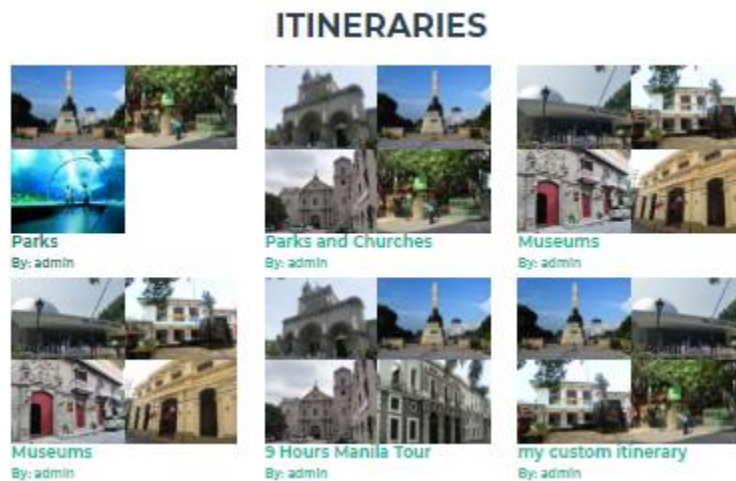 ITINERARIES
Parks
By: admin
Parks and Churches
By: admin
Museums
By: admin
Museums
By: admin
9 Hours Manila Tour
By: admin
my custom itinerary
By: admin